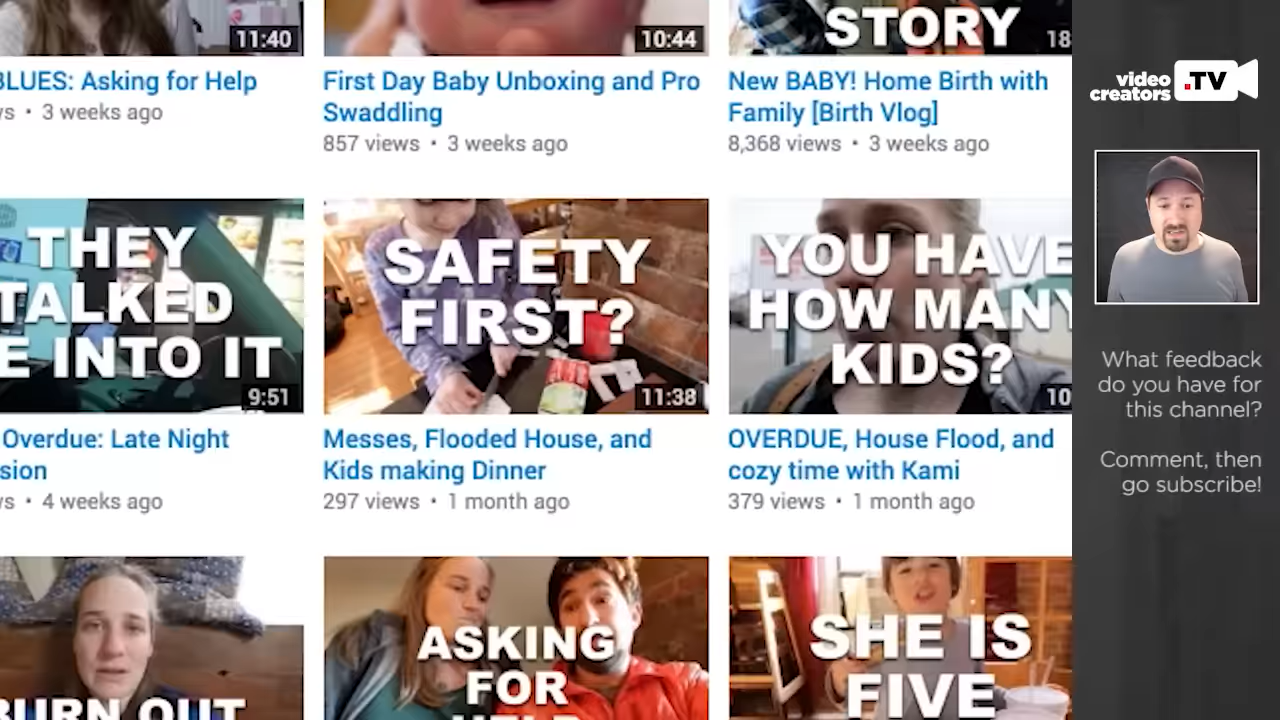 11:40
BLUES: Asking for Help
3 weeks ago
10:44
First Day Baby Unboxing and Pro
Swaddling
857 views • 3 weeks ago
STORY
18
New BABY! Home Birth with
Family [Birth Vlog]
8,368 views • 3 weeks ago
THEY
TALKED
E INTO IT
9:51
Overdue: Late Night
sion
4 weeks ago
SAFETY
FIRST?
11:38
Messes, Flooded House, and
Kids making Dinner
297 views • 1 month ago
YOU HAVE
HOW MANY
KIDS?
10
OVERDUE, House Flood, and
cozy time with Kami
379 views • 1 month ago
BURN OUT
ASKING
FOR
HELP
SHE IS
FIVE
video
creators
.TV
What feedback
do you have for
this channel?
Comment, then
go subscribe!